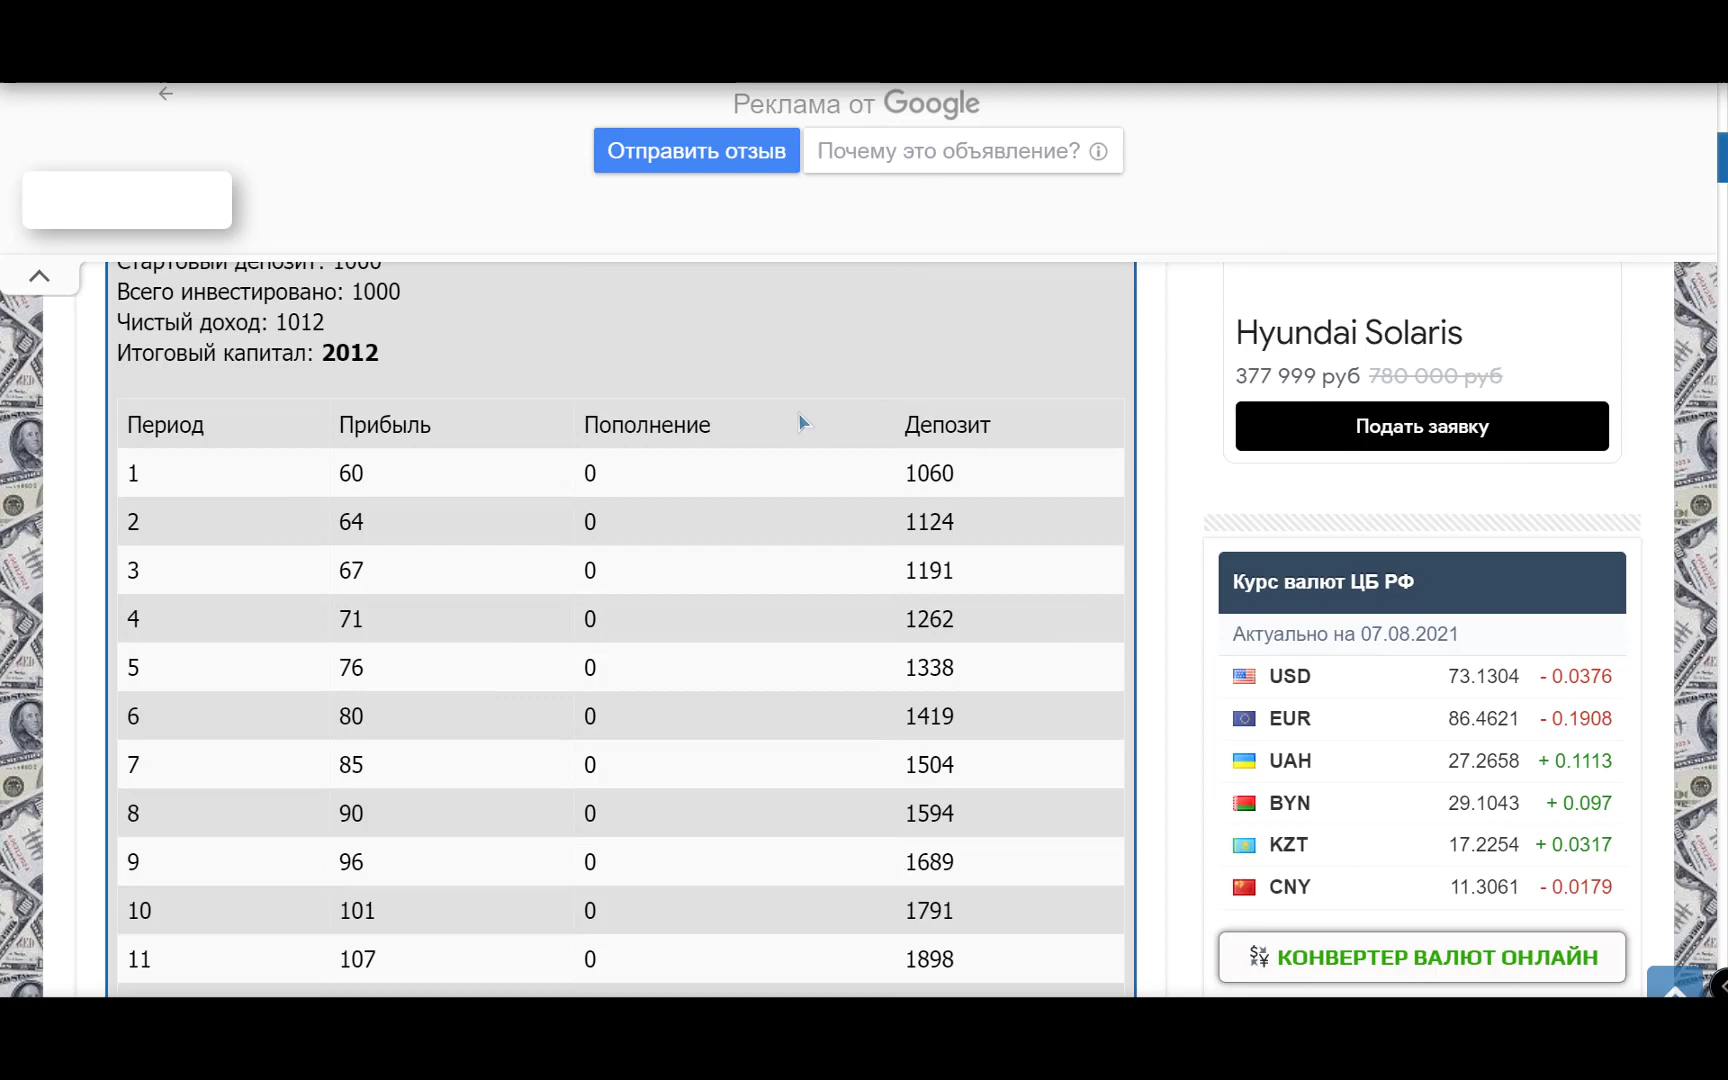 Реклама от Google
Отправить отзыв
Почему это объявление?
Стартовый депозит: 1000
Всего инвестировано: 1000
Чистый доход: 1012
Итоговый капитал: 2012
Период Прибыль Пополнение Депозит
1 60 0 1060
2 64 0 1124
3 67 0 1191
4 71 0 1262
5 76 0 1338
6 80 0 1419
7 85 0 1504
8 90 0 1594
9 96 0 1689
10 101 0 1791
11 107 0 1898
Hyundai Solaris
377 999 руб 780 000 руб
Подать заявку
Курс валют ЦБ РФ
Актуально на 07.08.2021
USD 73.1304 - 0.0376
EUR 86.4621 - 0.1908
UAH 27.2658 + 0.1113
BYN 29.1043 + 0.097
KZT 17.2254 + 0.0317
CNY 11.3061 - 0.0179
КОНВЕРТЕР ВАЛЮТ ОНЛАЙН